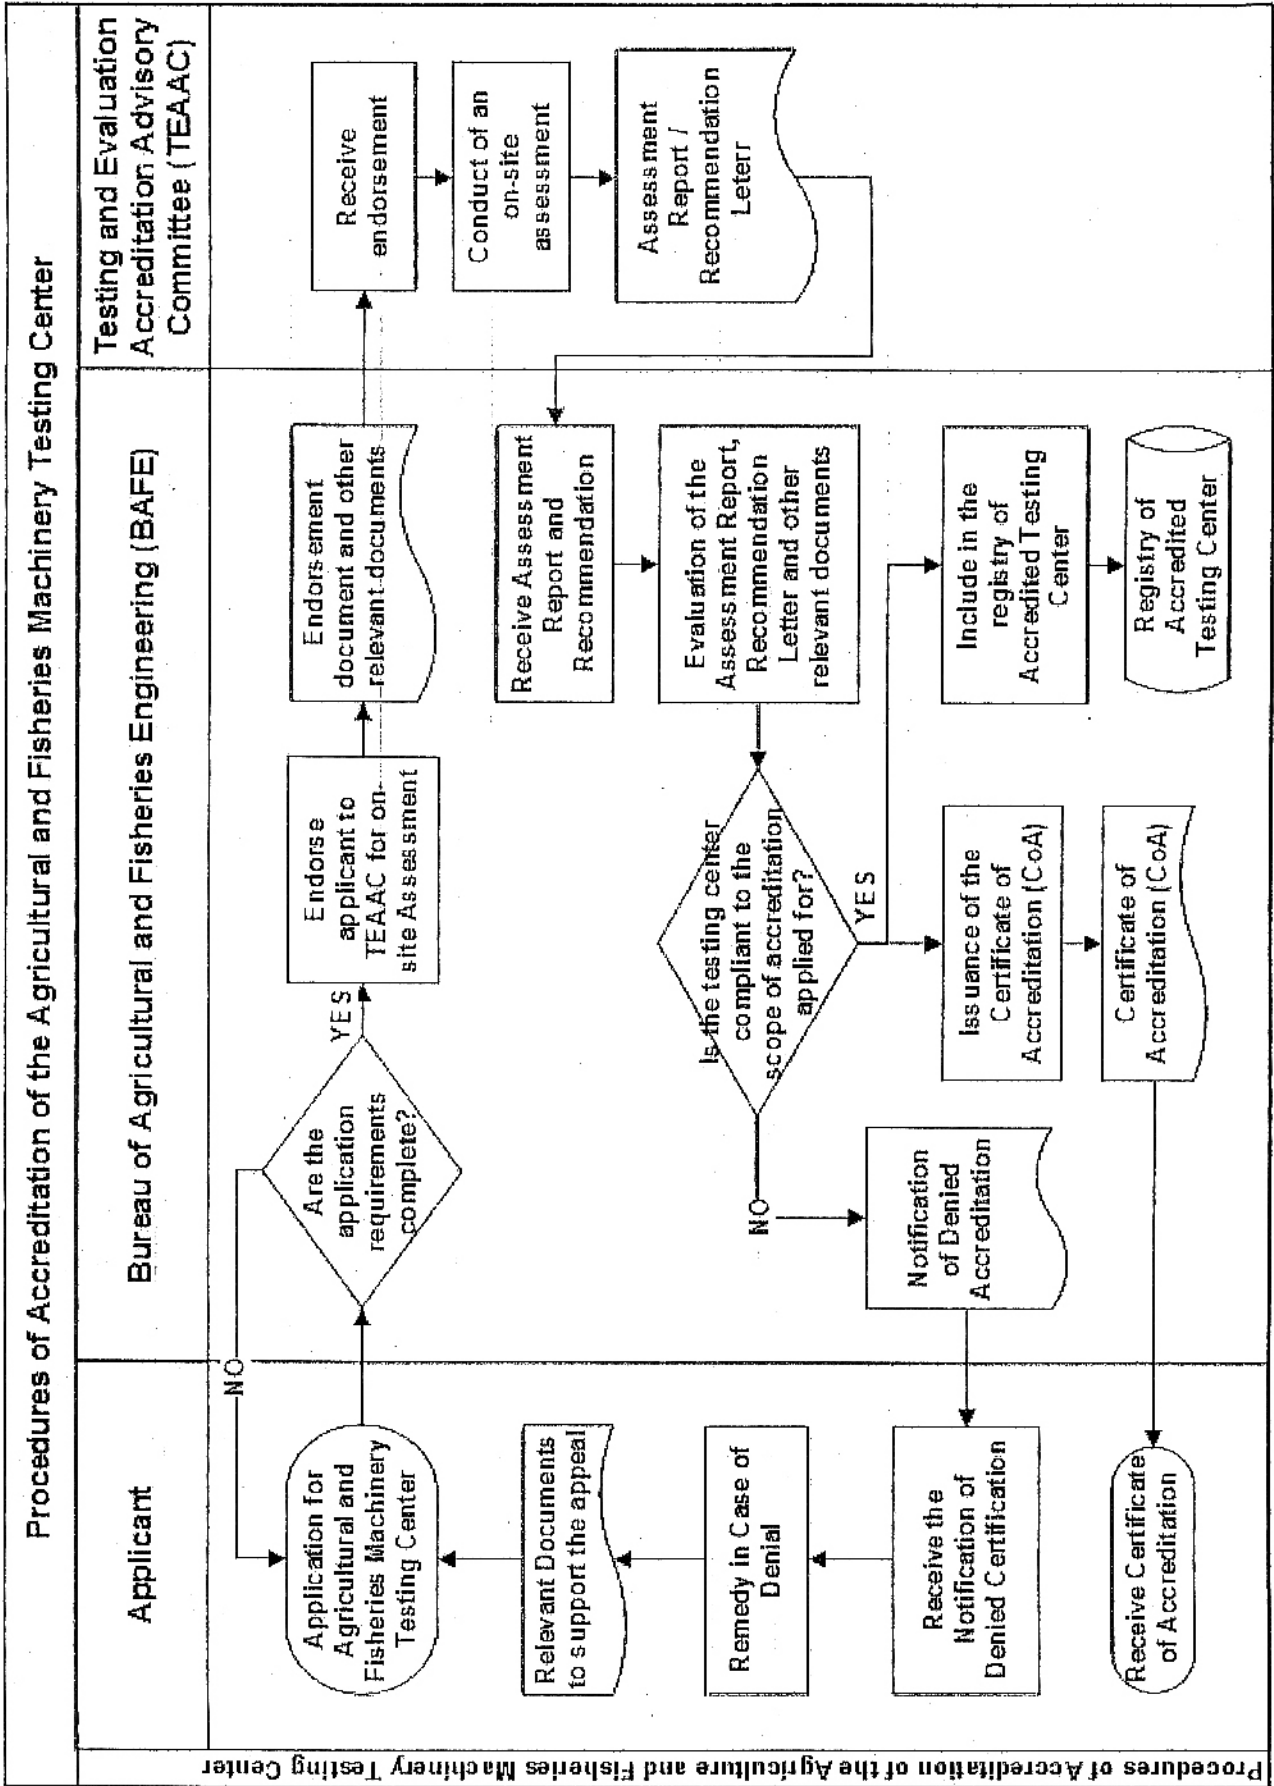 Procedures of Accreditation of the Agricultural and Fisheries Machinery Testing Center
Applicant
Bureau of Agricultural and Fisheries Engineering (BAFE)
Testing and Evaluation
Accreditation Advisory
Committee (TEAAC)
Procedures of Accreditation of the Agriculture and Fisheries Machinery Testing Center
NO
Application for
Agricultural and
Fisheries Machinery
Testing Center
Are the
application
requirements
complete?
YES
Endorse
applicant to
TEAAC for on-
site Assessment
Endorsement
document and other
relevant documents
Receive
endorsement
Conduct of an
on-site
assessment
Assessment
Report /
Recommendation
Leterr
Receive Assessment
Report and
Recommendation
Evaluation of the
Assessment Report,
Recommendation
Letter and other
relevant documents
Is the testing center
compliant to the
scope of accreditation
applied for?
YES
NO
Include in the
registry of
Accredited Testing
Center
Registry of
Accredited
Testing Center
Issuance of the
Certificate of
Accreditation (CoA)
Certificate of
Accreditation (CoA)
Notification
of Denied
Accreditation
Relevant Documents
to support the appeal
Remedy in Case of
Denial
Receive the
Notification of
Denied Certification
Receive Certificate
of Accreditation